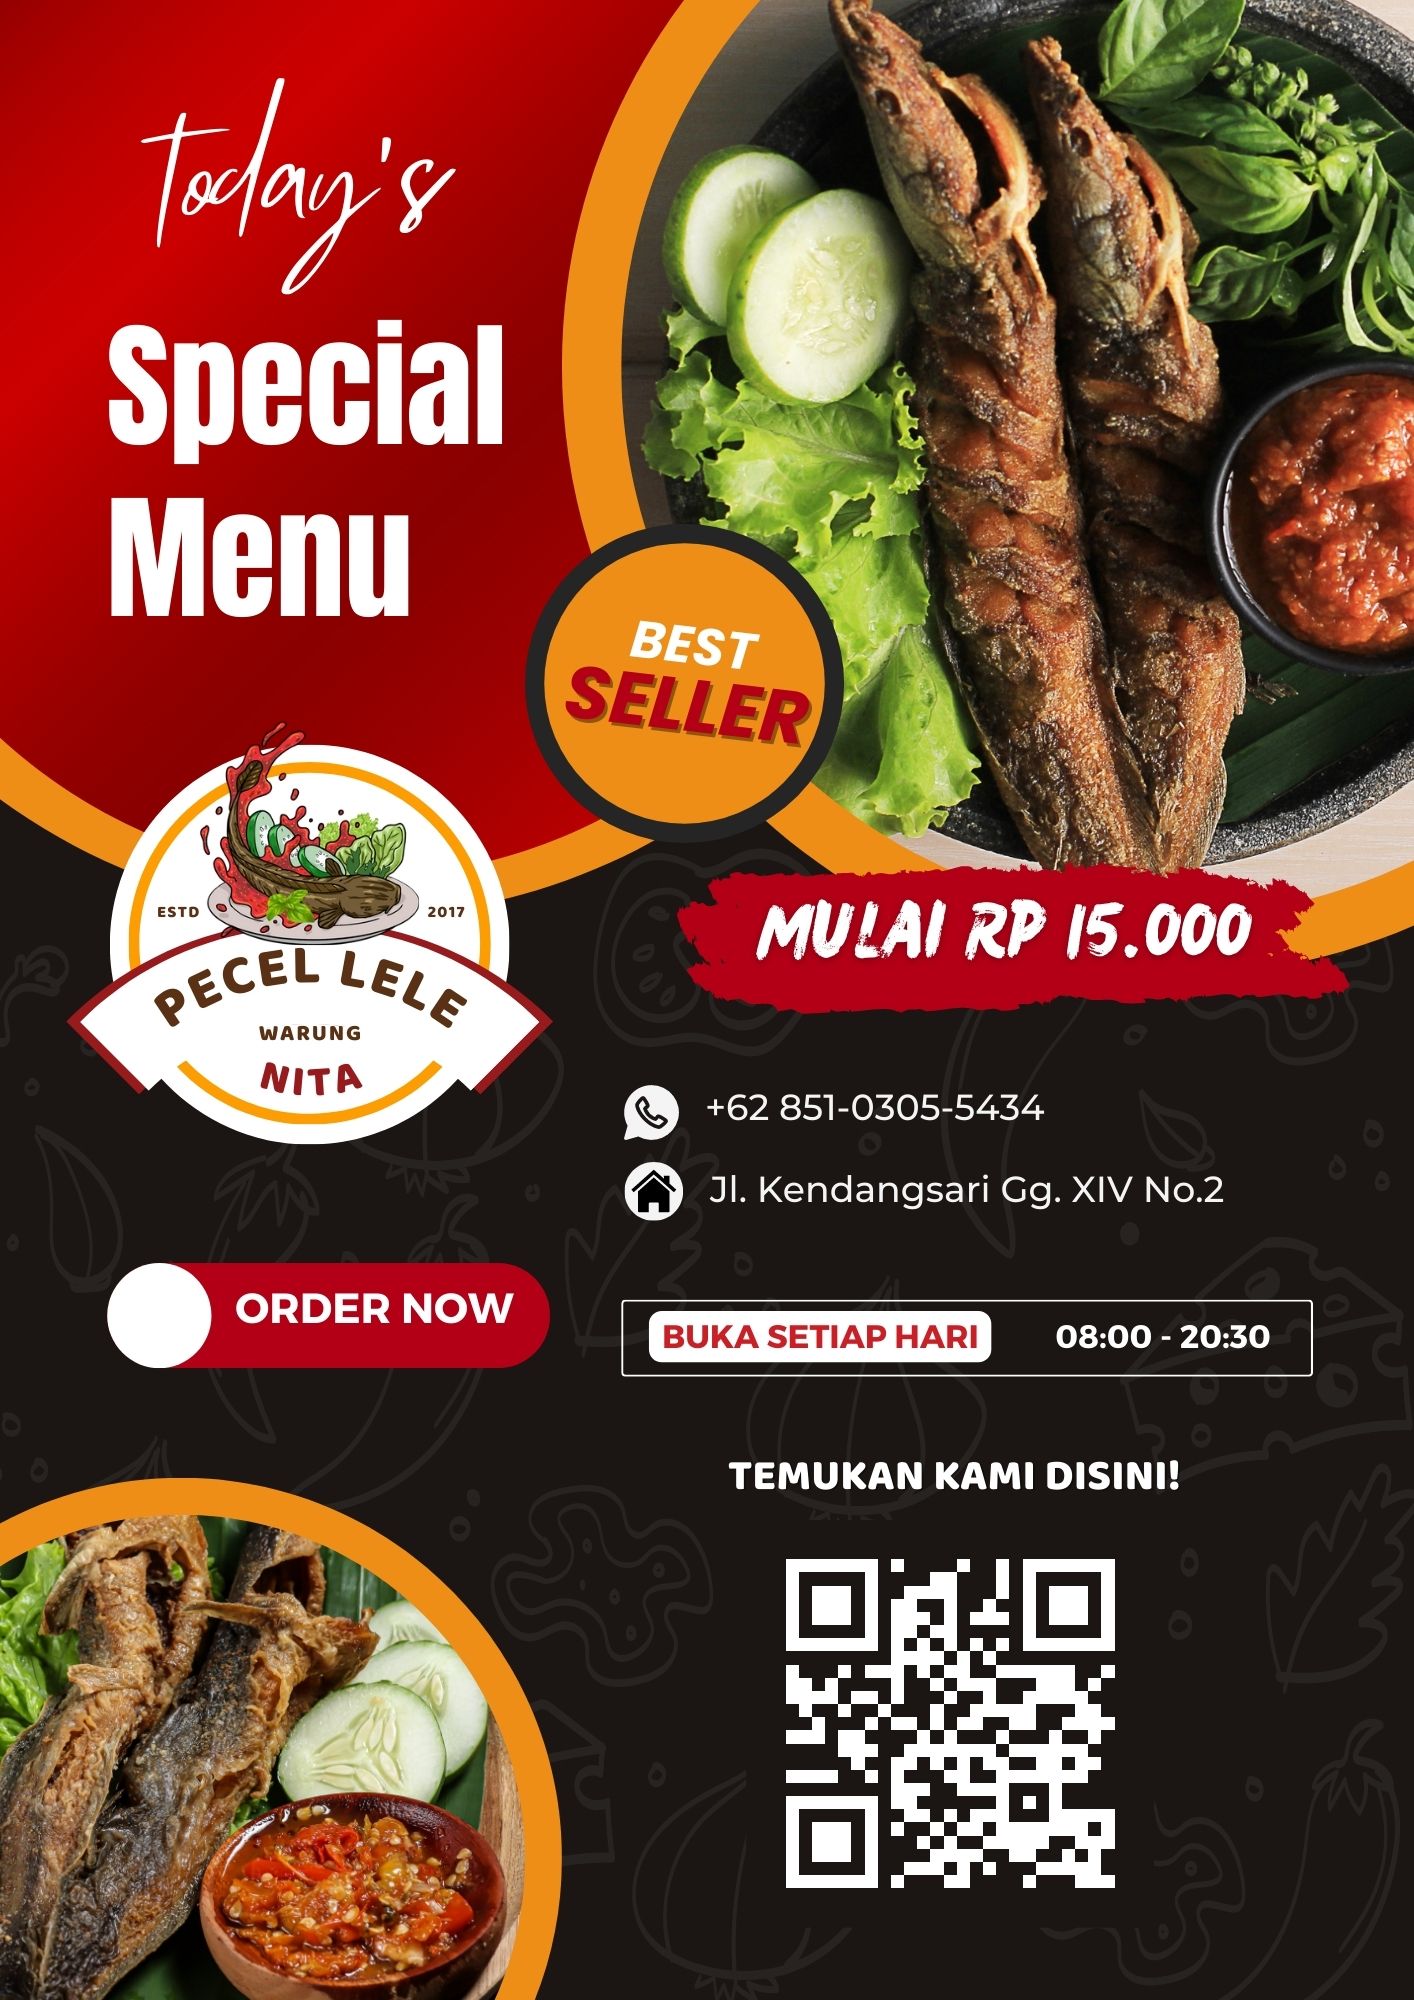 Today's
Special
Menu
BEST
SELLER
ESTD
2017
PECEL LELE
WARUNG
NITA
MULAI RP 15.000
+62 851-0305-5434
Jl. Kendangsari Gg. XIV No.2
ORDER NOW
BUKA SETIAP HARI 08:00 - 20:30
TEMUKAN KAMI DISINI!